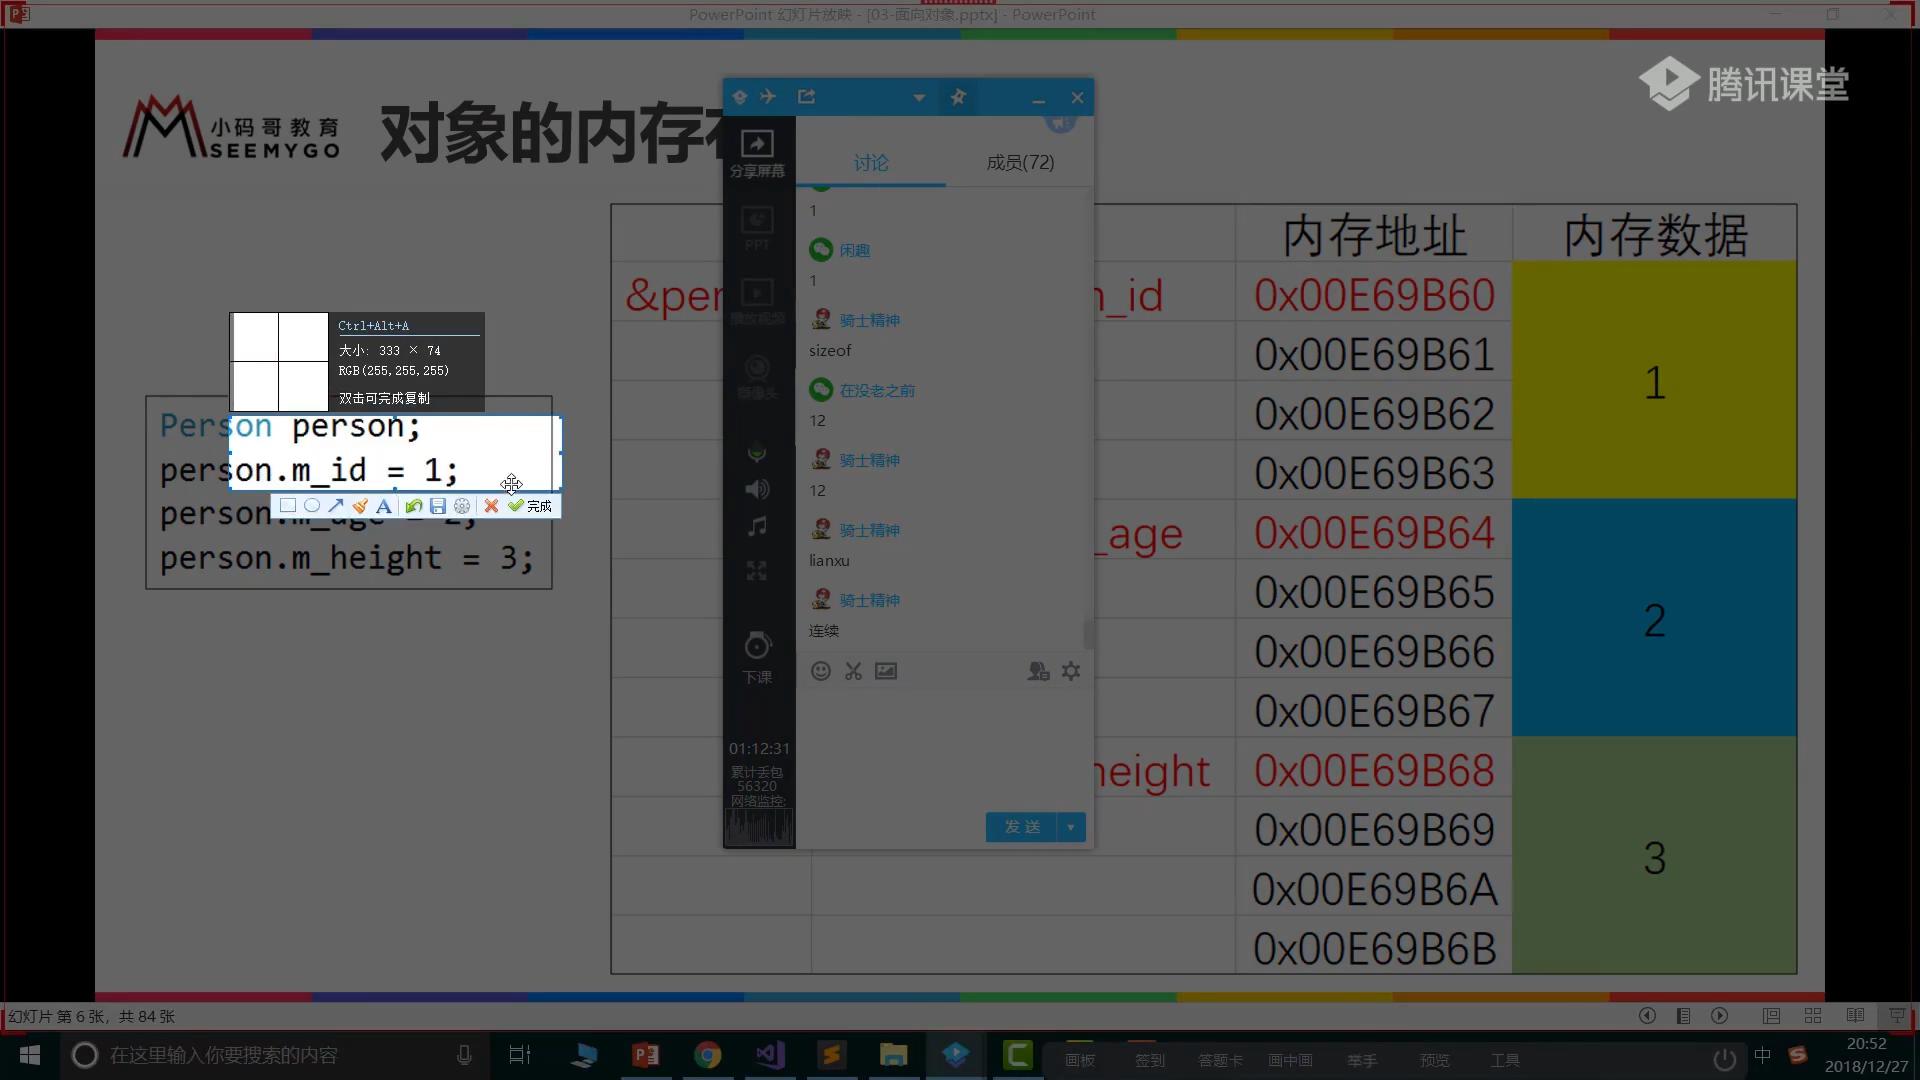 PowerPoint 幻灯片放映 - [03-面向对象.pptx] - PowerPoint
腾讯课堂
小码哥教育
SEEMYGO
对象的内存
讨论
成员(72)
分享屏幕
PPT
播放视频
摄像头
下课
01:12:31
累计丢包
56320
网络监控:
1
闲趣
1
骑士精神
sizeof
在没老之前
12
骑士精神
12
骑士精神
lianxu
骑士精神
连续
发送
Ctrl+Alt+A
大小: 333 × 74
RGB(255,255,255)
双击可完成复制
Person person;
person.m_id = 1;
person.m_age = 2;
person.m_height = 3;
完成
内存地址 内存数据
&per _id 0x00E69B60
0x00E69B61
1
0x00E69B62
0x00E69B63
_age 0x00E69B64
0x00E69B65
2
0x00E69B66
0x00E69B67
height 0x00E69B68
0x00E69B69
3
0x00E69B6A
0x00E69B6B
幻灯片 第 6 张，共 84 张
在这里输入你要搜索的内容
画板 签到 答题卡 画中画 举手 预览 工具
中
20:52
2018/12/27